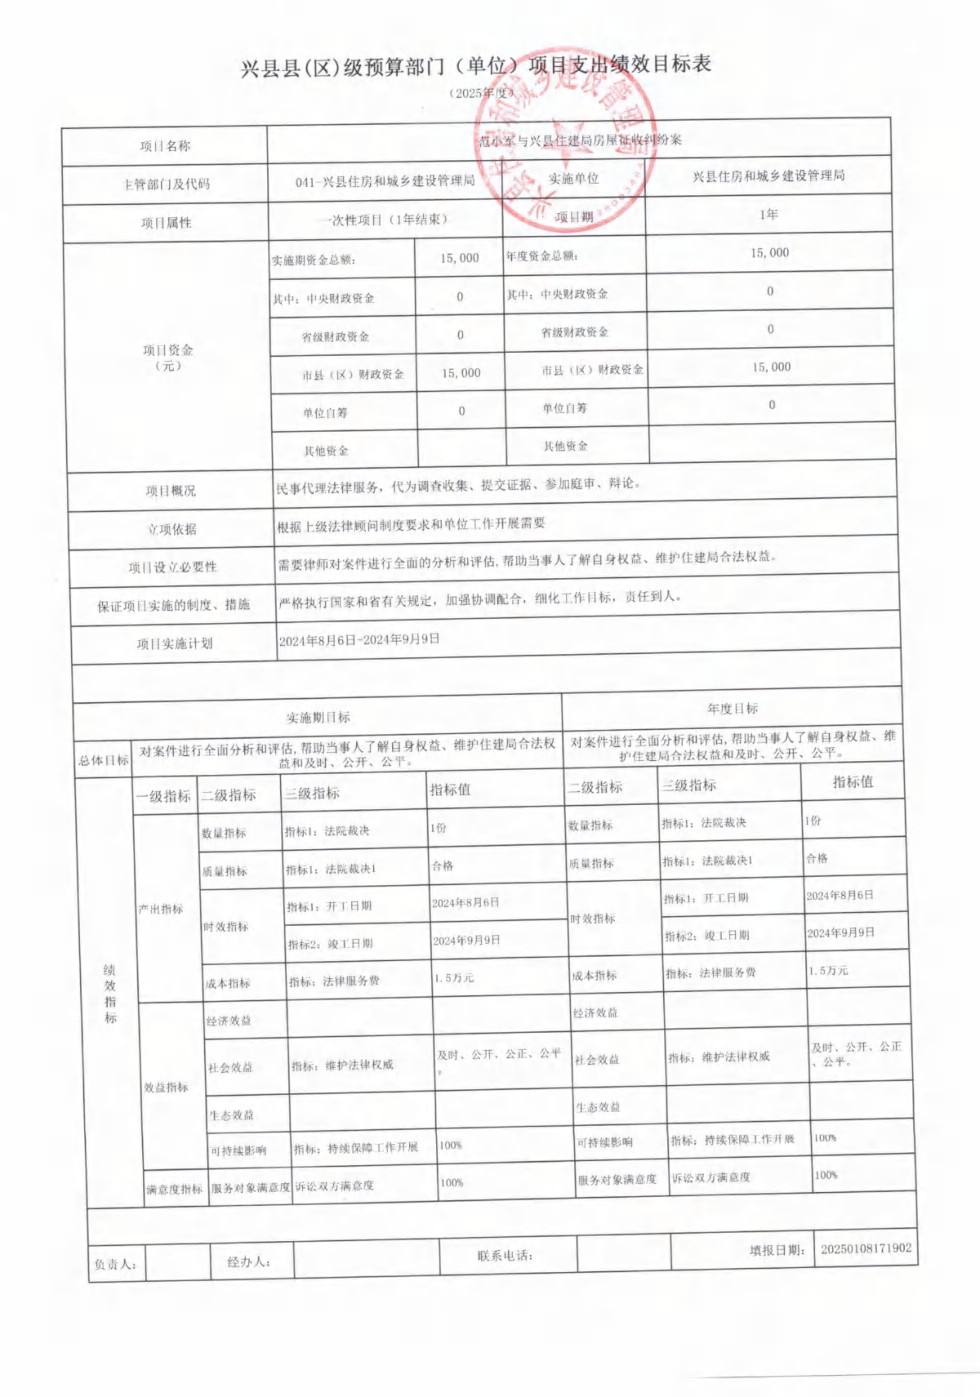 兴县县(区)级预算部门（单位）项目支出绩效目标表
（2025年度）
项目名称 范小军与兴县住建局房屋征收纠纷案
主管部门及代码 041-兴县住房和城乡建设管理局 实施单位 兴县住房和城乡建设管理局
项目属性 一次性项目（1年结束） 项目期 1年
项目资金
（元）
实施期资金总额： 15,000 年度资金总额： 15,000
其中：中央财政资金 0 其中：中央财政资金 0
省级财政资金 0 省级财政资金 0
市县（区）财政资金 15,000 市县（区）财政资金 15,000
单位自筹 0 单位自筹 0
其他资金 其他资金
项目概况 民事代理法律服务，代为调查收集、提交证据、参加庭审、辩论。
立项依据 根据上级法律顾问制度要求和单位工作开展需要
项目设立必要性 需要律师对案件进行全面的分析和评估,帮助当事人了解自身权益、维护住建局合法权益。
保证项目实施的制度、措施 严格执行国家和省有关规定，加强协调配合，细化工作目标，责任到人。
项目实施计划 2024年8月6日-2024年9月9日
实施期目标 年度目标
总体目标 对案件进行全面分析和评估,帮助当事人了解自身权益、维护住建局合法权
益和及时、公开、公平。
对案件进行全面分析和评估,帮助当事人了解自身权益、维
护住建局合法权益和及时、公开、公平。
绩效指标
一级指标 二级指标 三级指标 指标值 二级指标 三级指标 指标值
产出指标
数量指标 指标1：法院裁决 1份 数量指标 指标1：法院裁决 1份
质量指标 指标1：法院裁决1 合格 质量指标 指标1：法院裁决1 合格
时效指标 指标1：开工日期 2024年8月6日 时效指标 指标1：开工日期 2024年8月6日
指标2：竣工日期 2024年9月9日 指标2：竣工日期 2024年9月9日
成本指标 指标：法律服务费 1.5万元 成本指标 指标：法律服务费 1.5万元
效益指标
经济效益 经济效益
社会效益 指标：维护法律权威 及时、公开、公正、公平
。
社会效益 指标：维护法律权威 及时、公开、公正
、公平。
生态效益 生态效益
可持续影响 指标：持续保障工作开展 100% 可持续影响 指标：持续保障工作开展 100%
满意度指标 服务对象满意度 诉讼双方满意度 100% 服务对象满意度 诉讼双方满意度 100%
负责人： 经办人： 联系电话： 填报日期： 20250108171902
兴县住房和城乡建设管理局